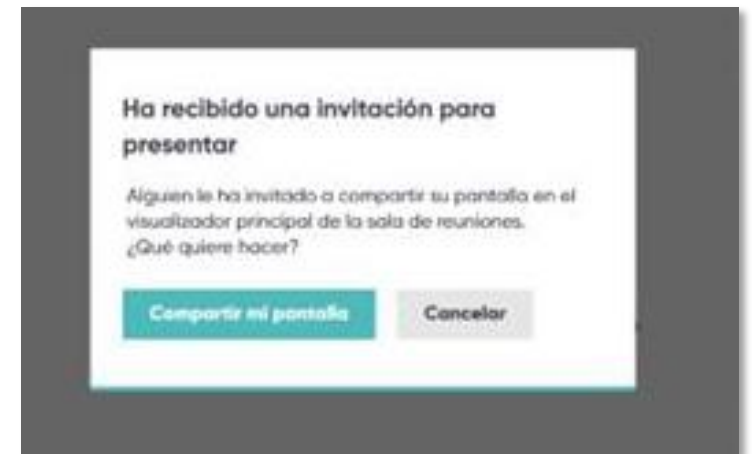 Ha recibido una invitación para
presentar
Alguien le ha invitado a compartir su pantalla en el
visualizador principal de la sala de reuniones.
¿Qué quiere hacer?
Compartir mi pantalla
Cancelar